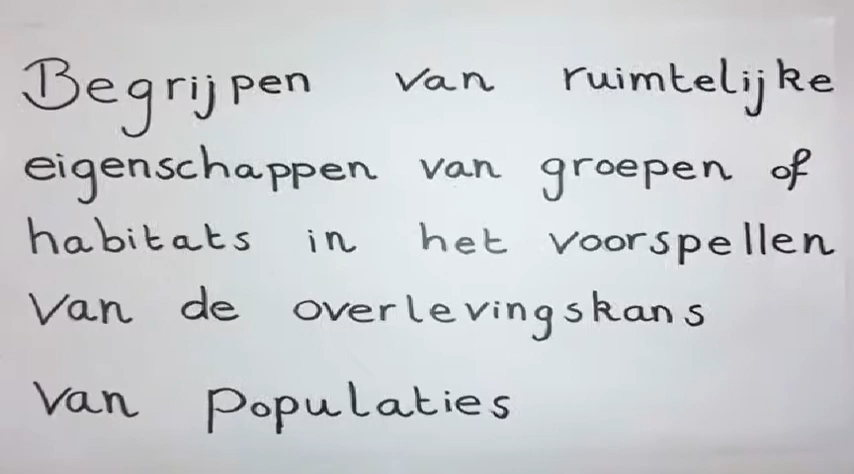 Begrijpen van ruimtelijke
eigenschappen van groepen of
habitats in het voorspellen
Van de overlevingskans
Van populaties